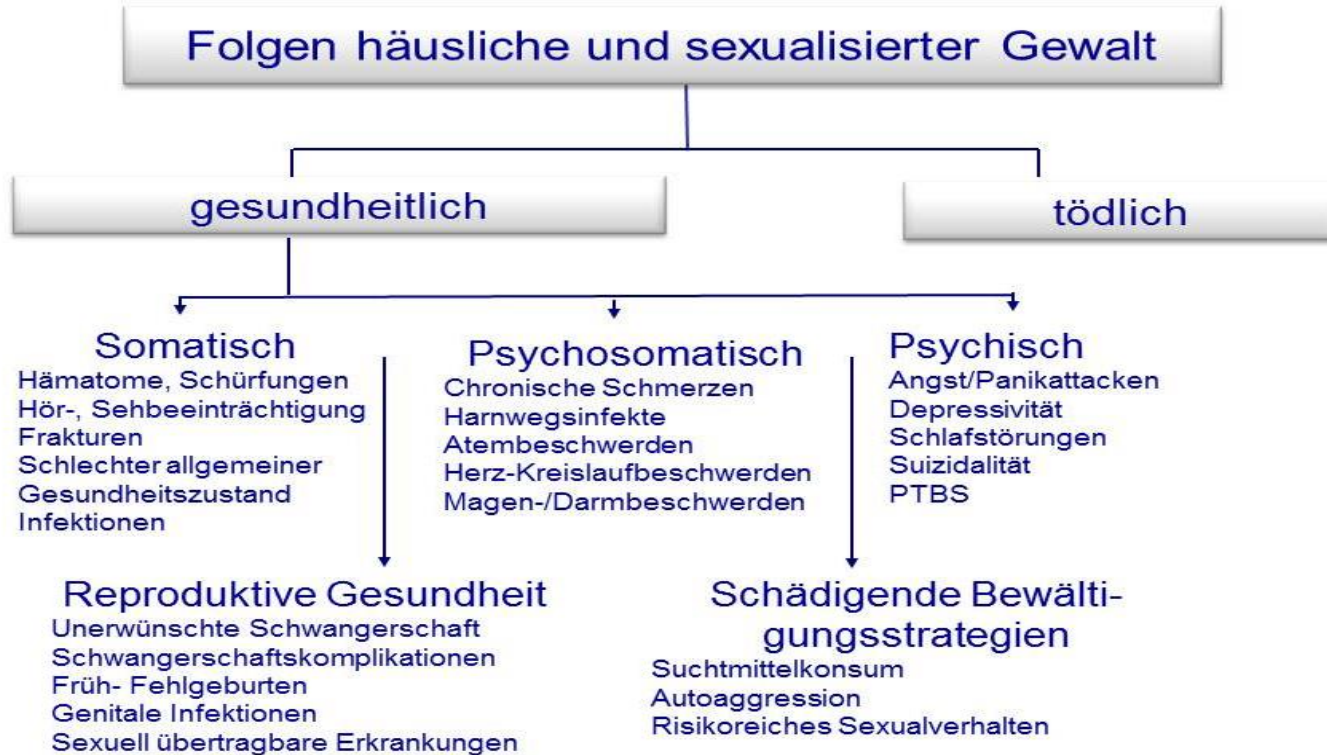 Folgen häusliche und sexualisierter Gewalt
gesundheitlich
tödlich
Somatisch
Hämatome, Schürfungen
Hör-, Sehbeeinträchtigung
Frakturen
Schlechter allgemeiner
Gesundheitszustand
Infektionen
Psychosomatisch
Chronische Schmerzen
Harnwegsinfekte
Atembeschwerden
Herz-Kreislaufbeschwerden
Magen-/Darmbeschwerden
Psychisch
Angst/Panikattacken
Depressivität
Schlafstörungen
Suizidalität
PTBS
Reproduktive Gesundheit
Unerwünschte Schwangerschaft
Schwangerschaftskomplikationen
Früh- Fehlgeburten
Genitale Infektionen
Sexuell übertragbare Erkrankungen
Schädigende Bewälti-
gungsstrategien
Suchtmittelkonsum
Autoaggression
Risikoreiches Sexualverhalten